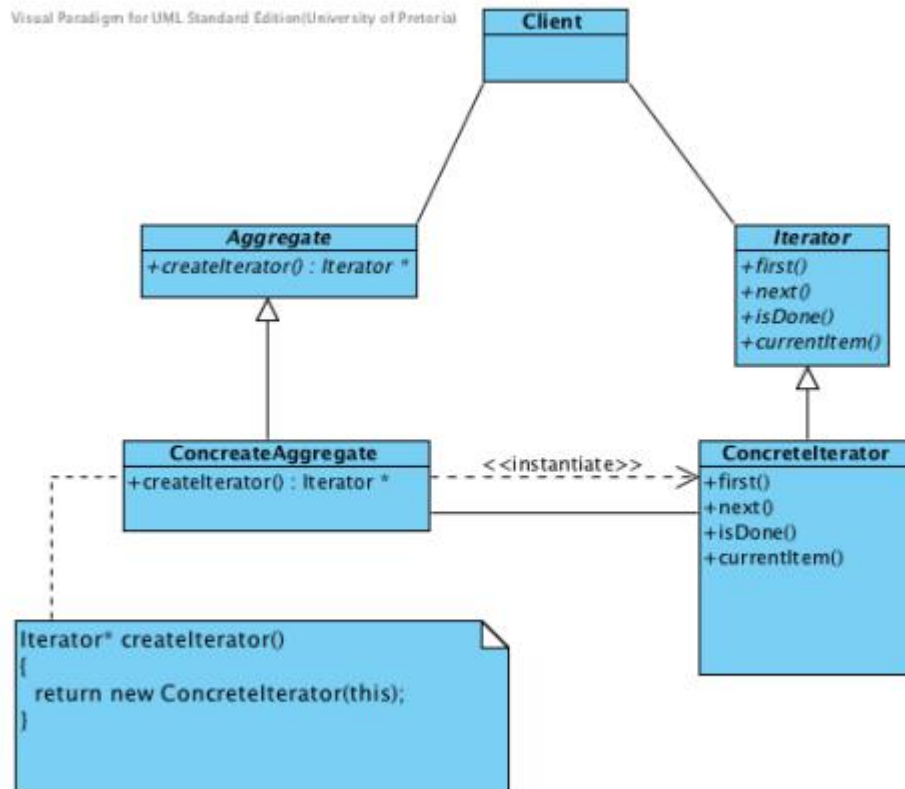 Visual Paradigm for UML Standard Edition(University of Pretoria)
Client
Aggregate
+createIterator() : Iterator *
Iterator
+first()
+next()
+isDone()
+currentItem()
ConcreateAggregate
+createIterator() : Iterator *
<<instantiate>>
ConcreteIterator
+first()
+next()
+isDone()
+currentItem()
Iterator* createIterator()
{
return new ConcreteIterator(this);
}